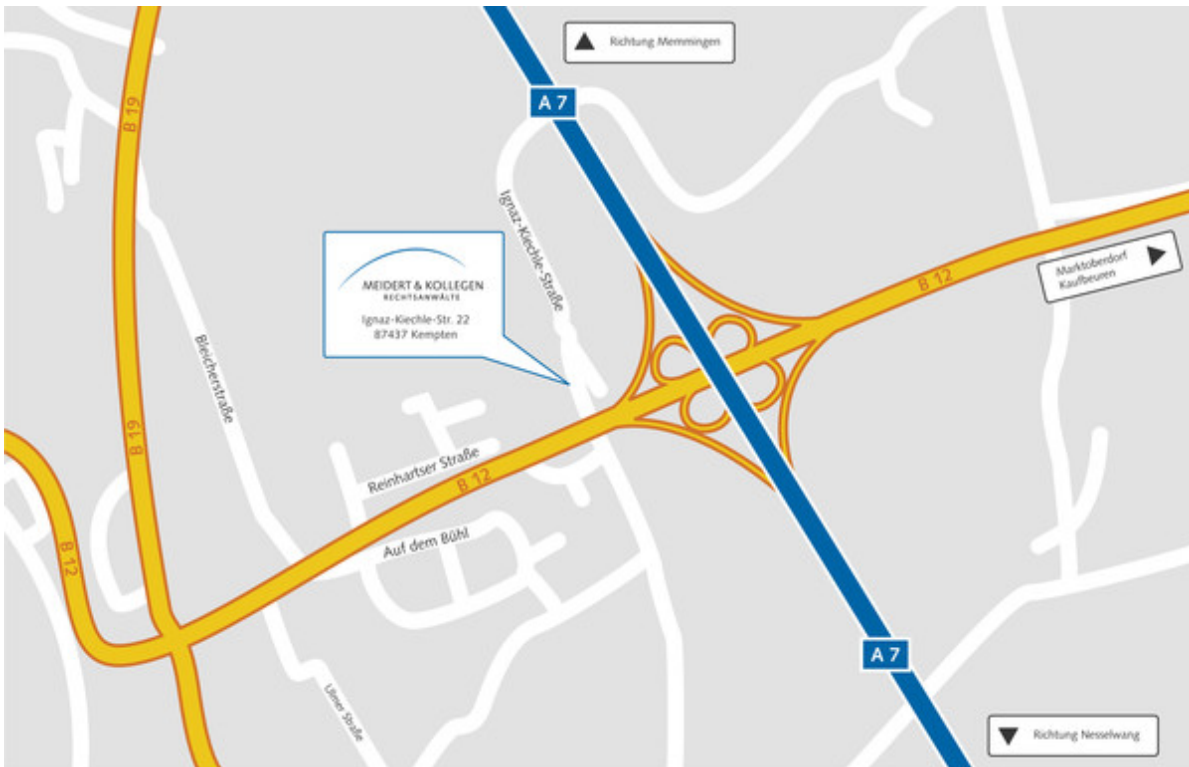 Richtung Memmingen
A 7
B 19
Ignaz-Kiechle-Straße
MEIDERT & KOLLEGEN
RECHTSANWÄLTE
Ignaz-Kiechle-Str. 22
87437 Kempten
Marktoberdorf
Kaufbeuren
B 12
Bleicherstraße
B 19
Reinhartser Straße
B 12
Auf dem Bühl
B 12
A 7
Ulmer Straße
Richtung Nesselwang